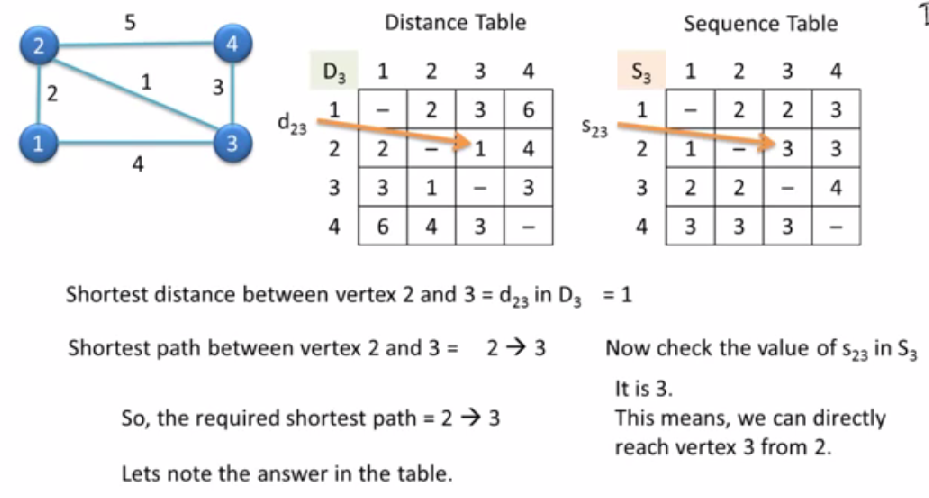 Distance Table
Sequence Table
5
2
4
1
3
2
1
3
4
D3 1 2 3 4
1 – 2 3 6
2 2 – 1 4
3 3 1 – 3
4 6 4 3 –
d23
S3 1 2 3 4
1 – 2 2 3
2 1 – 3 3
3 2 2 – 4
4 3 3 3 –
s23
Shortest distance between vertex 2 and 3 = d23 in D3 = 1
Shortest path between vertex 2 and 3 = 2 → 3
Now check the value of s23 in S3
It is 3.
So, the required shortest path = 2 → 3
This means, we can directly
reach vertex 3 from 2.
Lets note the answer in the table.